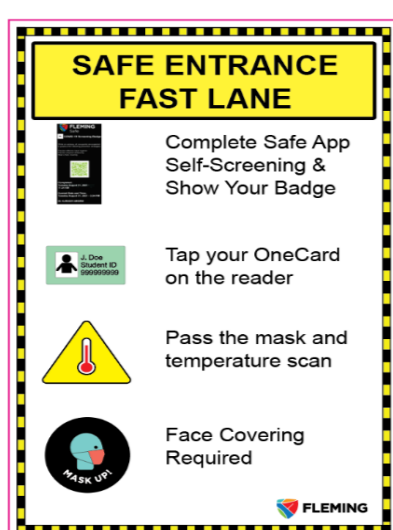 SAFE ENTRANCE
FAST LANE
FLEMING
Complete Safe App
Self-Screening &
Show Your Badge
J. Doe
Student ID
999999999
Tap your OneCard
on the reader
Pass the mask and
temperature scan
MASK UP!
Face Covering
Required
FLEMING